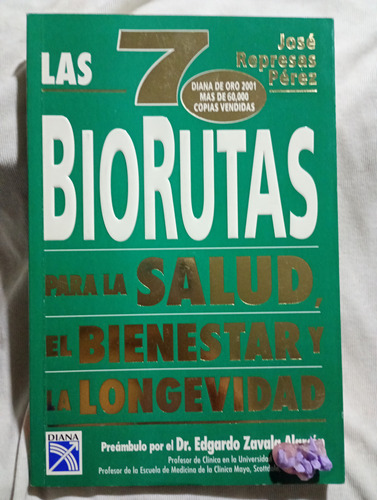 LAS 7
José
Represas
Pérez
DIANA DE ORO 2001
MAS DE 60,000
COPIAS VENDIDAS
BIORUTAS
PARA LA SALUD,
EL BIENESTAR Y
LA LONGEVIDAD
Preámbulo por el Dr. Edgardo Zavala
Profesor de Clínica en la Universidad
Profesor de la Escuela de Medicina de la Clínica Mayo,
DIANA